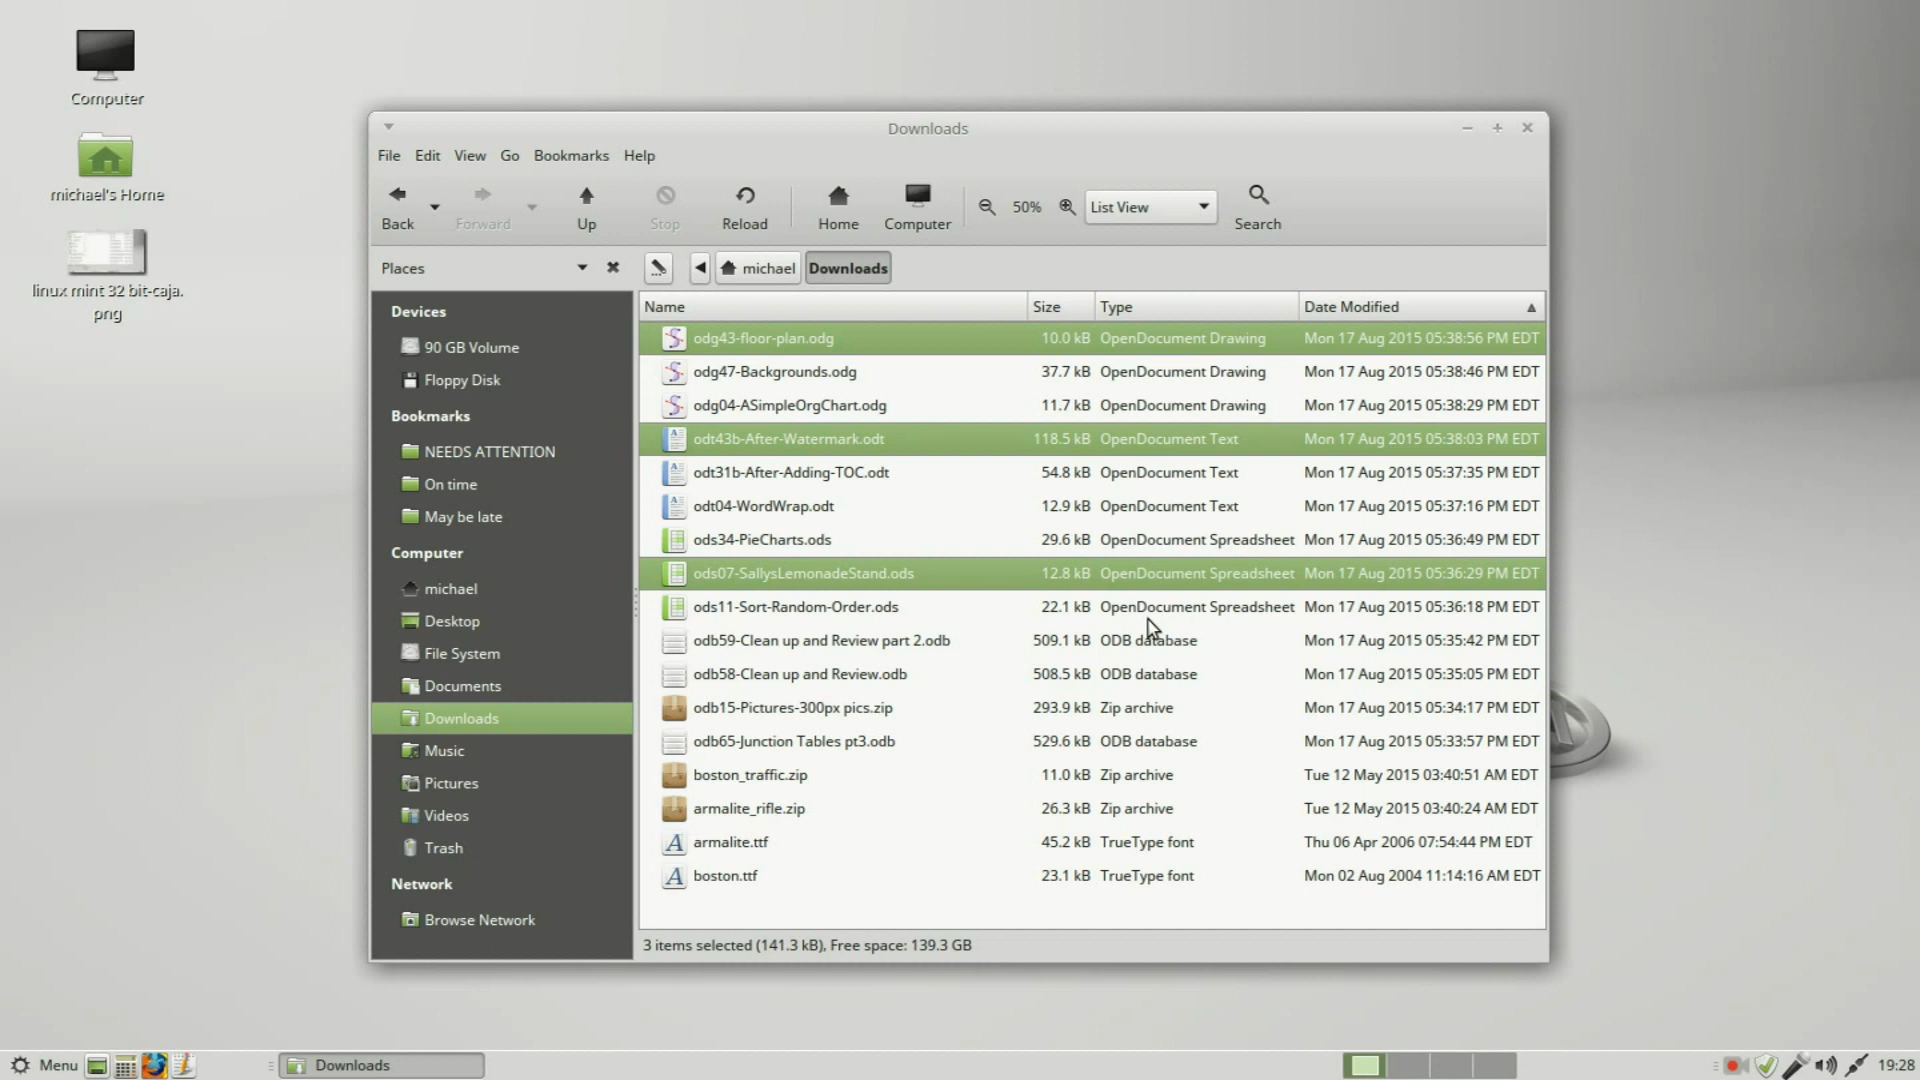 Computer
michael's Home
linux mint 32 bit-caja.
png
Downloads
File Edit View Go Bookmarks Help
Back Forward Up Stop Reload Home Computer 50% List View Search
Places michael Downloads
Devices
90 GB Volume
Floppy Disk
Bookmarks
NEEDS ATTENTION
On time
May be late
Computer
michael
Desktop
File System
Documents
Downloads
Music
Pictures
Videos
Trash
Network
Browse Network
Name Size Type Date Modified
odg43-floor-plan.odg 10.0 kB OpenDocument Drawing Mon 17 Aug 2015 05:38:56 PM EDT
odg47-Backgrounds.odg 37.7 kB OpenDocument Drawing Mon 17 Aug 2015 05:38:46 PM EDT
odg04-ASimpleOrgChart.odg 11.7 kB OpenDocument Drawing Mon 17 Aug 2015 05:38:29 PM EDT
odt43b-After-Watermark.odt 118.5 kB OpenDocument Text Mon 17 Aug 2015 05:38:03 PM EDT
odt31b-After-Adding-TOC.odt 54.8 kB OpenDocument Text Mon 17 Aug 2015 05:37:35 PM EDT
odt04-WordWrap.odt 12.9 kB OpenDocument Text Mon 17 Aug 2015 05:37:16 PM EDT
ods34-PieCharts.ods 29.6 kB OpenDocument Spreadsheet Mon 17 Aug 2015 05:36:49 PM EDT
ods07-SallysLemonadeStand.ods 12.8 kB OpenDocument Spreadsheet Mon 17 Aug 2015 05:36:29 PM EDT
ods11-Sort-Random-Order.ods 22.1 kB OpenDocument Spreadsheet Mon 17 Aug 2015 05:36:18 PM EDT
odb59-Clean up and Review part 2.odb 509.1 kB ODB database Mon 17 Aug 2015 05:35:42 PM EDT
odb58-Clean up and Review.odb 508.5 kB ODB database Mon 17 Aug 2015 05:35:05 PM EDT
odb15-Pictures-300px pics.zip 293.9 kB Zip archive Mon 17 Aug 2015 05:34:17 PM EDT
odb65-Junction Tables pt3.odb 529.6 kB ODB database Mon 17 Aug 2015 05:33:57 PM EDT
boston_traffic.zip 11.0 kB Zip archive Tue 12 May 2015 03:40:51 AM EDT
armalite_rifle.zip 26.3 kB Zip archive Tue 12 May 2015 03:40:24 AM EDT
armalite.ttf 45.2 kB TrueType font Thu 06 Apr 2006 07:54:44 PM EDT
boston.ttf 23.1 kB TrueType font Mon 02 Aug 2004 11:14:16 AM EDT
3 items selected (141.3 kB), Free space: 139.3 GB
Menu Downloads 19:28